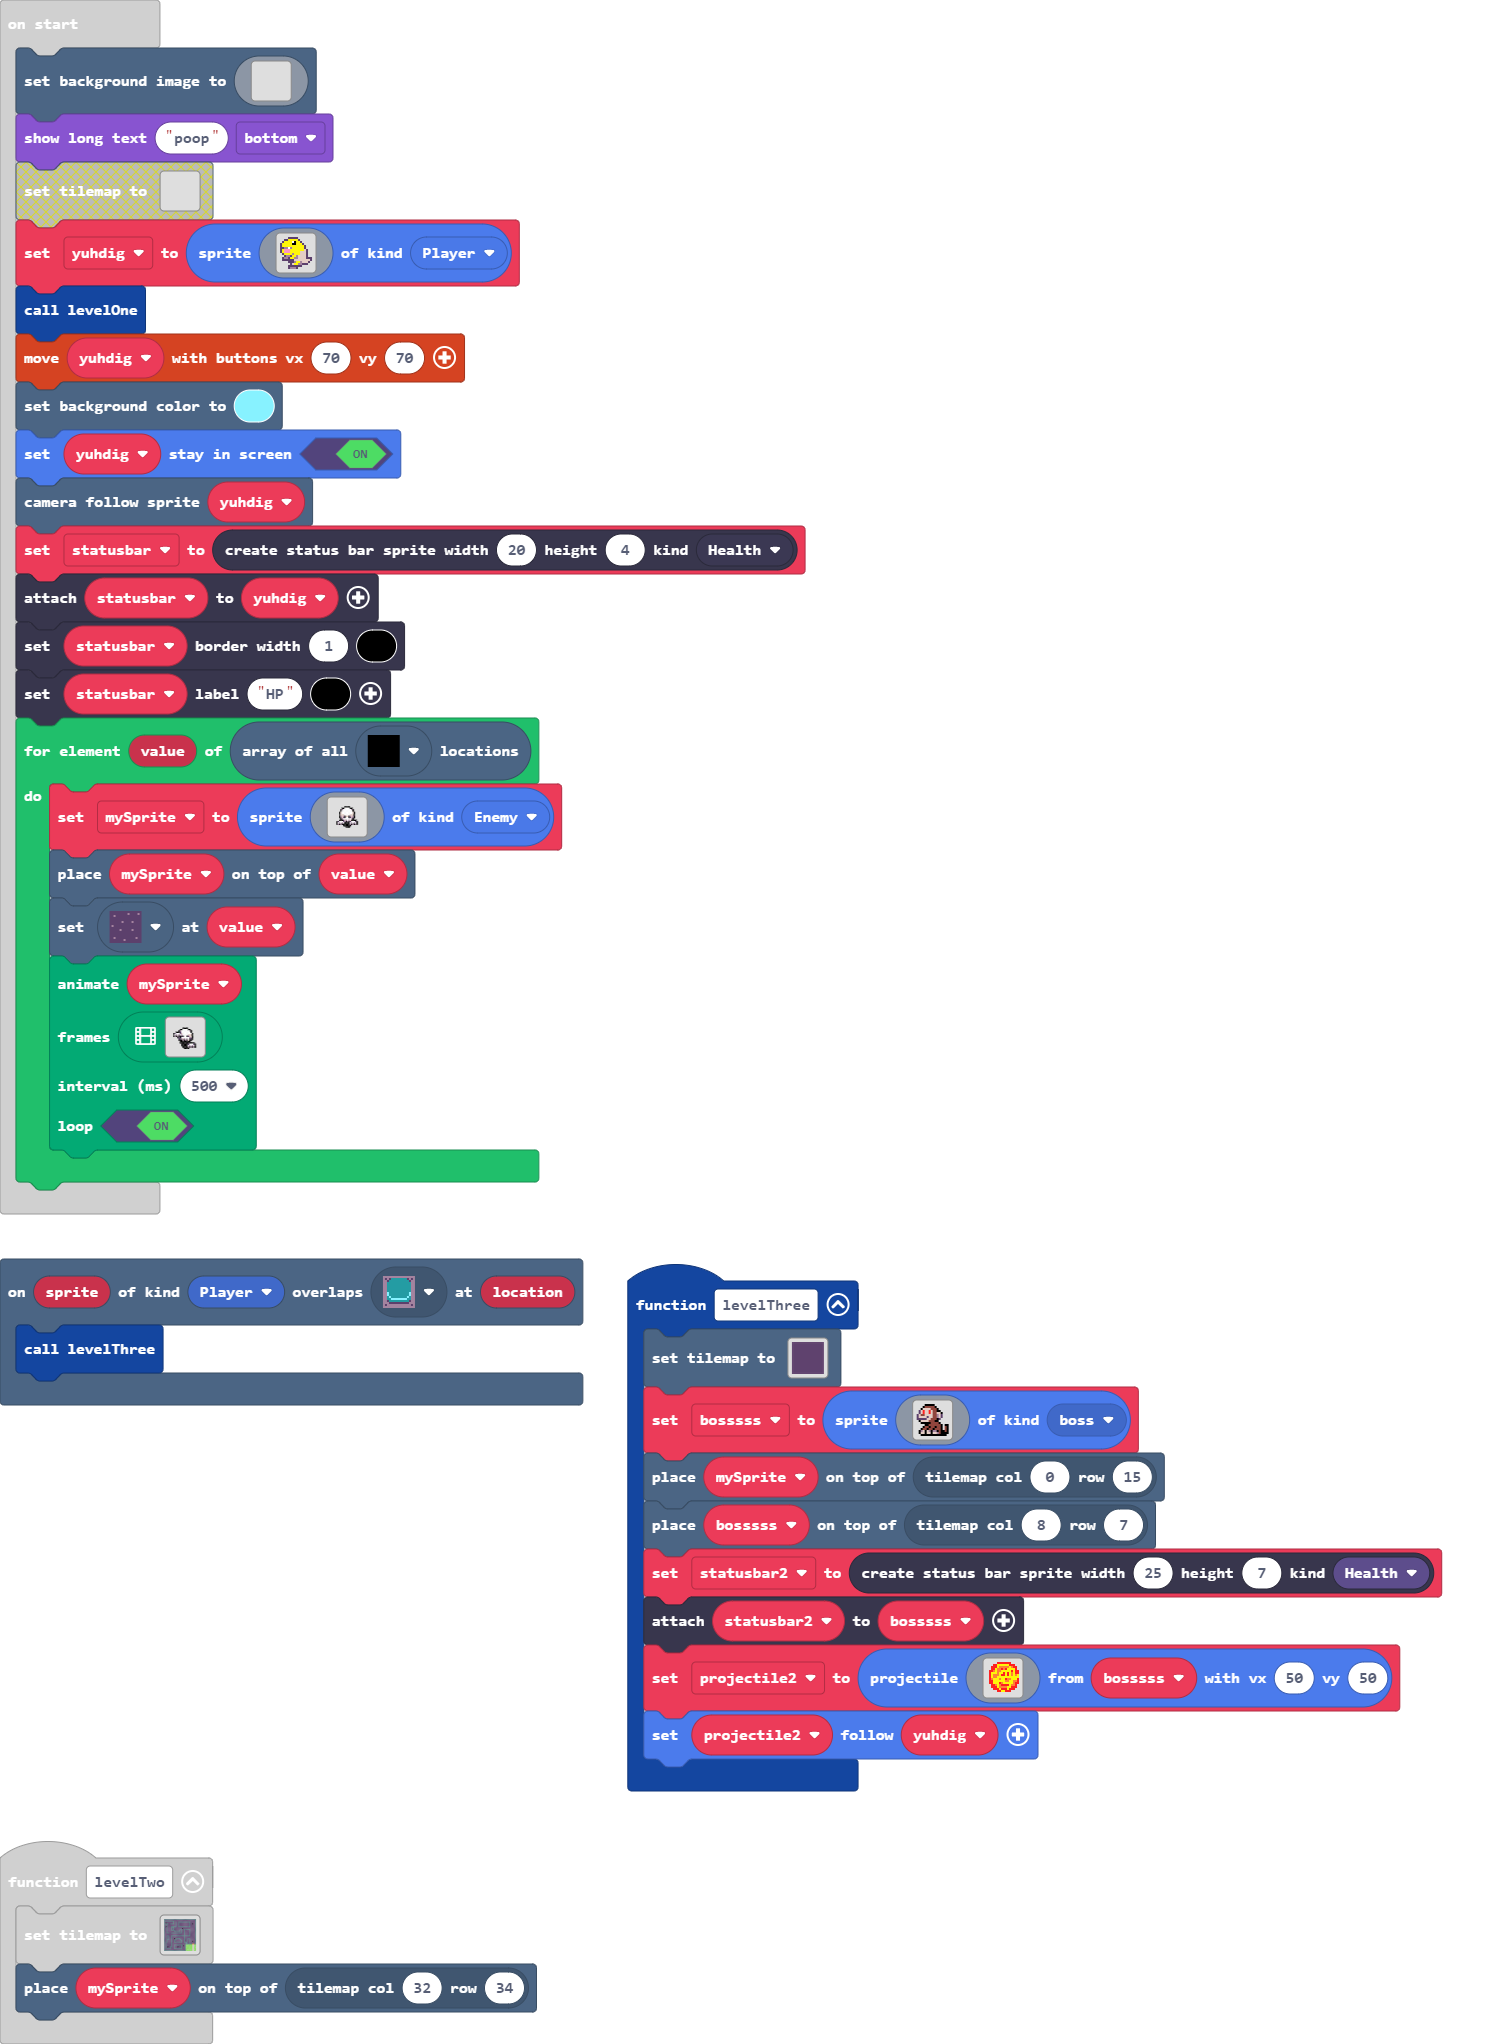 on start
set background image to
show long text "poop" bottom
set tilemap to
set yuhdig to sprite of kind Player
call levelOne
move yuhdig with buttons vx 70 vy 70
set background color to
set yuhdig stay in screen ON
camera follow sprite yuhdig
set statusbar to create status bar sprite width 20 height 4 kind Health
attach statusbar to yuhdig
set statusbar border width 1
set statusbar label "HP"
for element value of array of all locations
do
set mySprite to sprite of kind Enemy
place mySprite on top of value
set at value
animate mySprite
frames
interval (ms) 500
loop ON
on sprite of kind Player overlaps at location
call levelThree
function levelThree
set tilemap to
set bosssss to sprite of kind boss
place mySprite on top of tilemap col 0 row 15
place bosssss on top of tilemap col 8 row 7
set statusbar2 to create status bar sprite width 25 height 7 kind Health
attach statusbar2 to bosssss
set projectile2 to projectile from bosssss with vx 50 vy 50
set projectile2 follow yuhdig
function levelTwo
set tilemap to
place mySprite on top of tilemap col 32 row 34